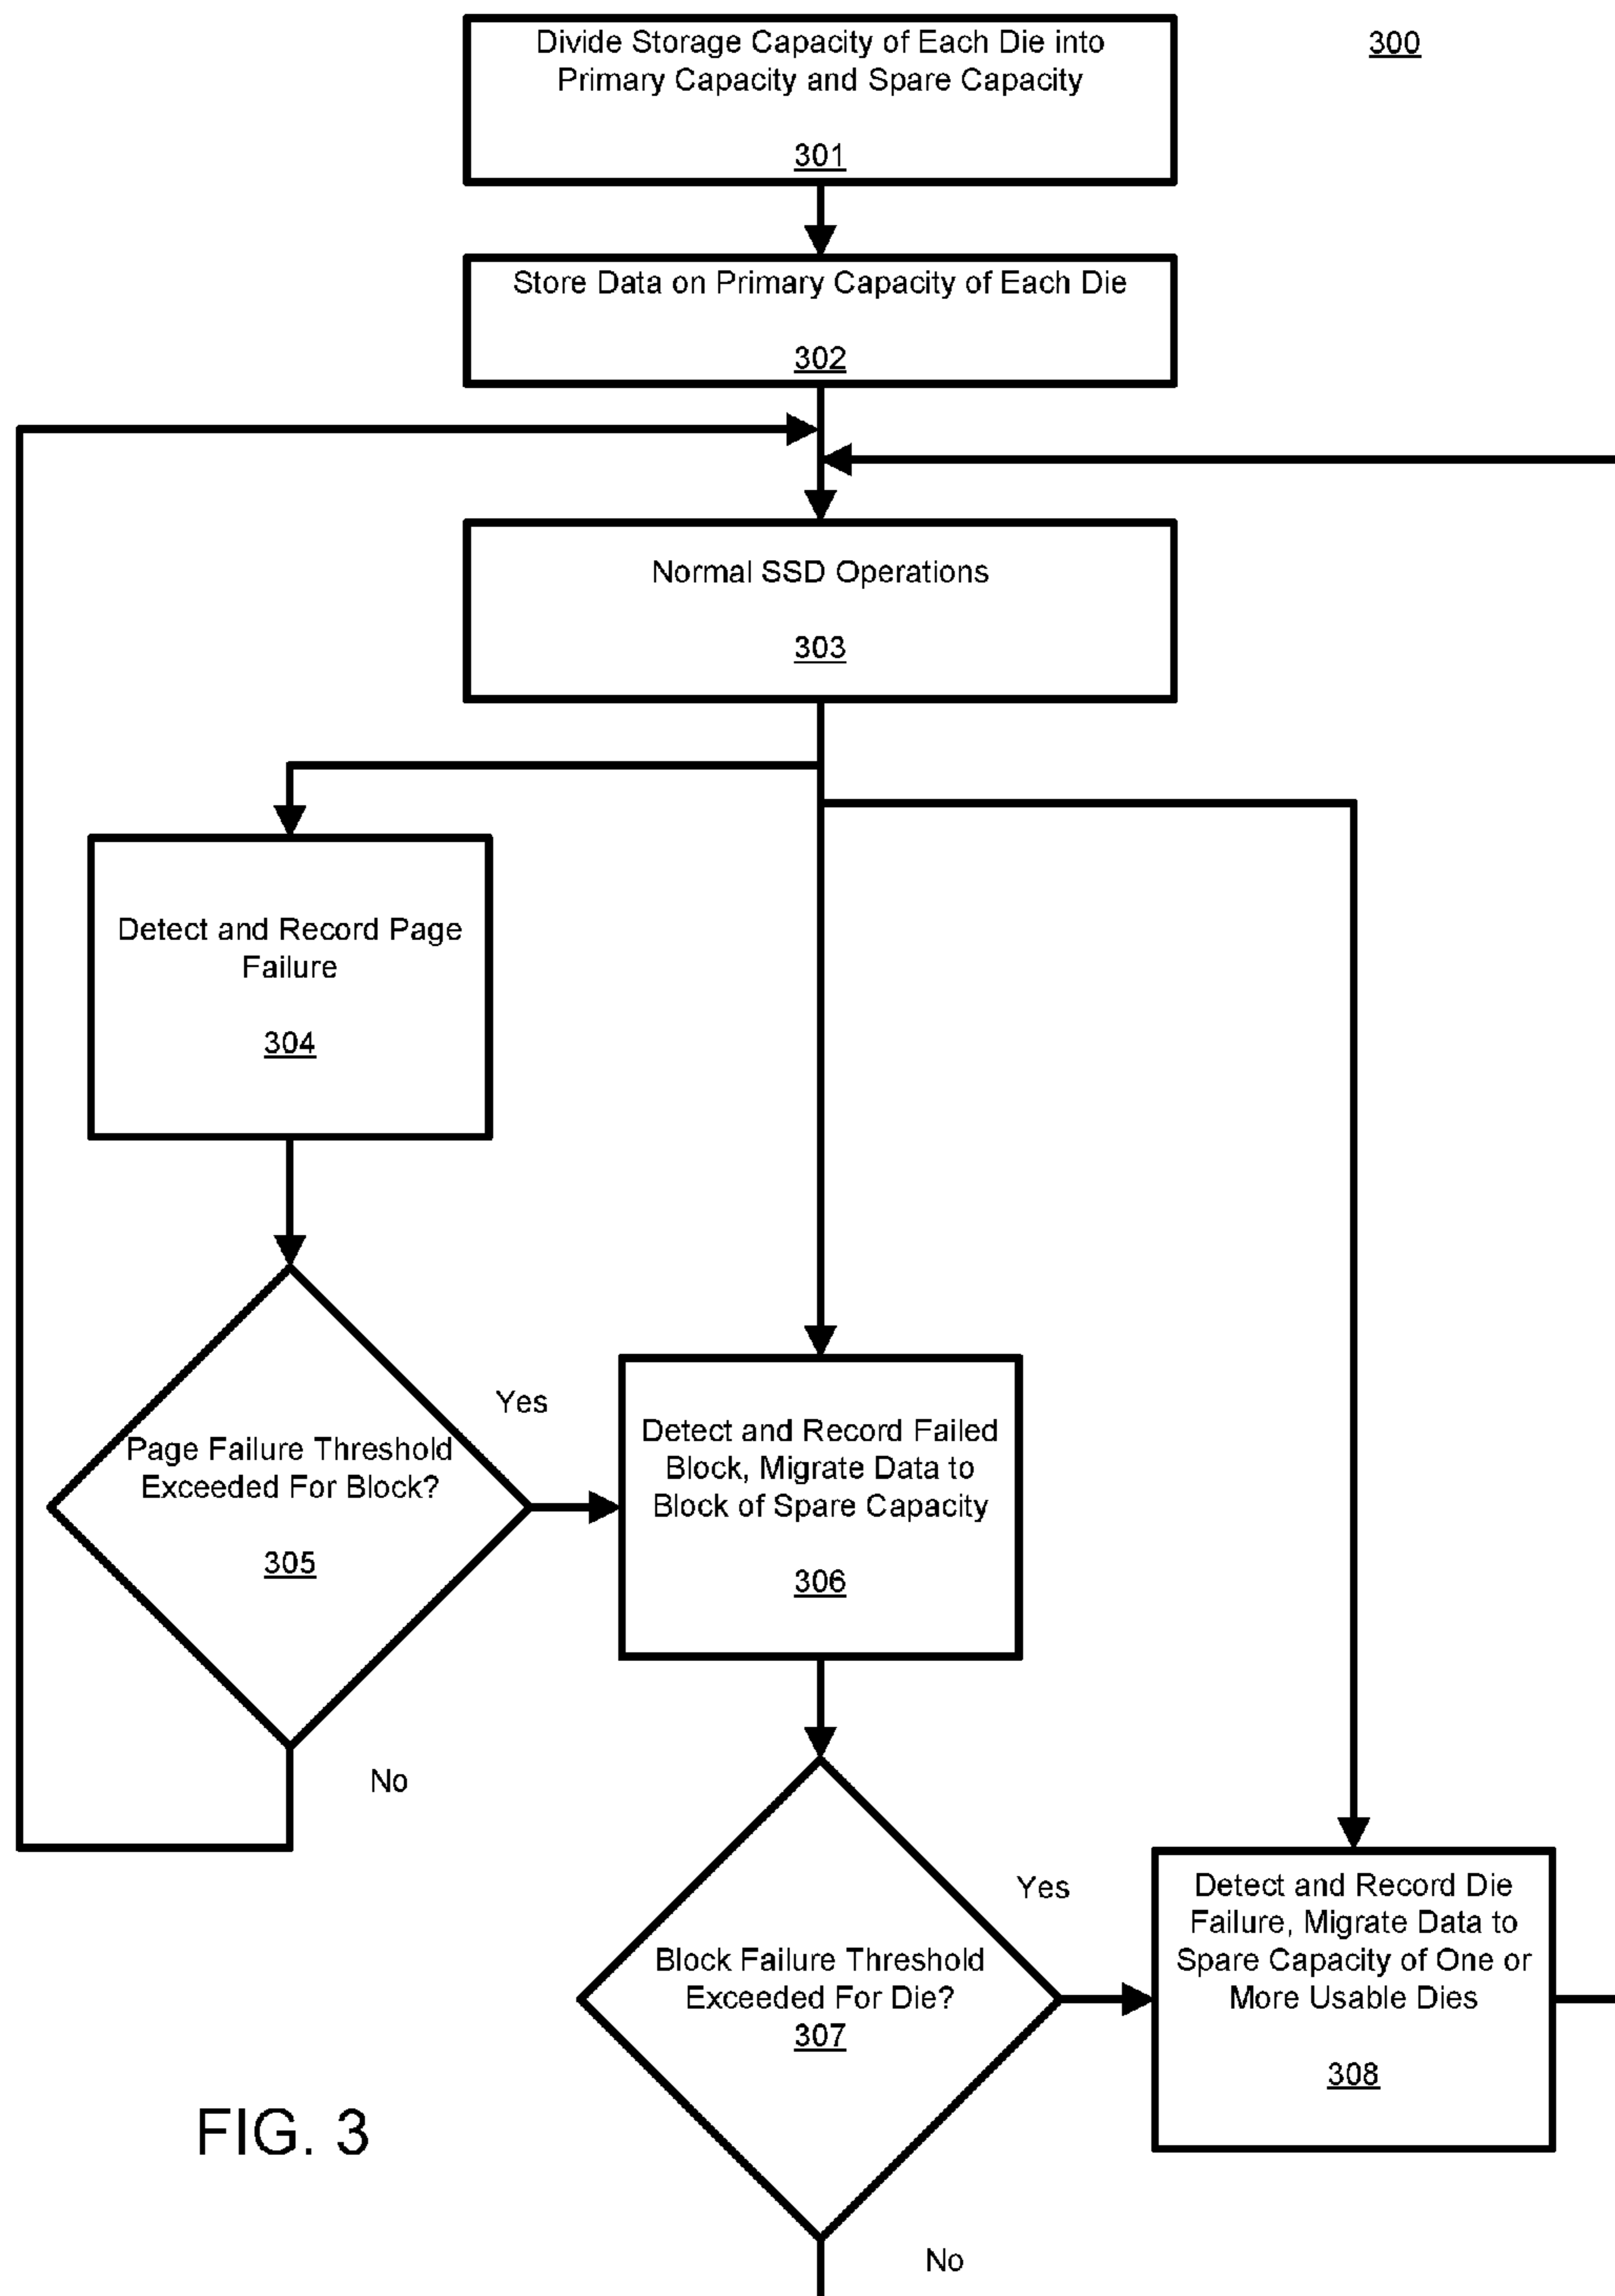 Divide Storage Capacity of Each Die into
Primary Capacity and Spare Capacity
301
300
Store Data on Primary Capacity of Each Die
302
Normal SSD Operations
303
Detect and Record Page
Failure
304
Page Failure Threshold
Exceeded For Block?
305
Yes
No
Detect and Record Failed
Block, Migrate Data to
Block of Spare Capacity
306
Block Failure Threshold
Exceeded For Die?
307
Yes
No
Detect and Record Die
Failure, Migrate Data to
Spare Capacity of One or
More Usable Dies
308
FIG. 3